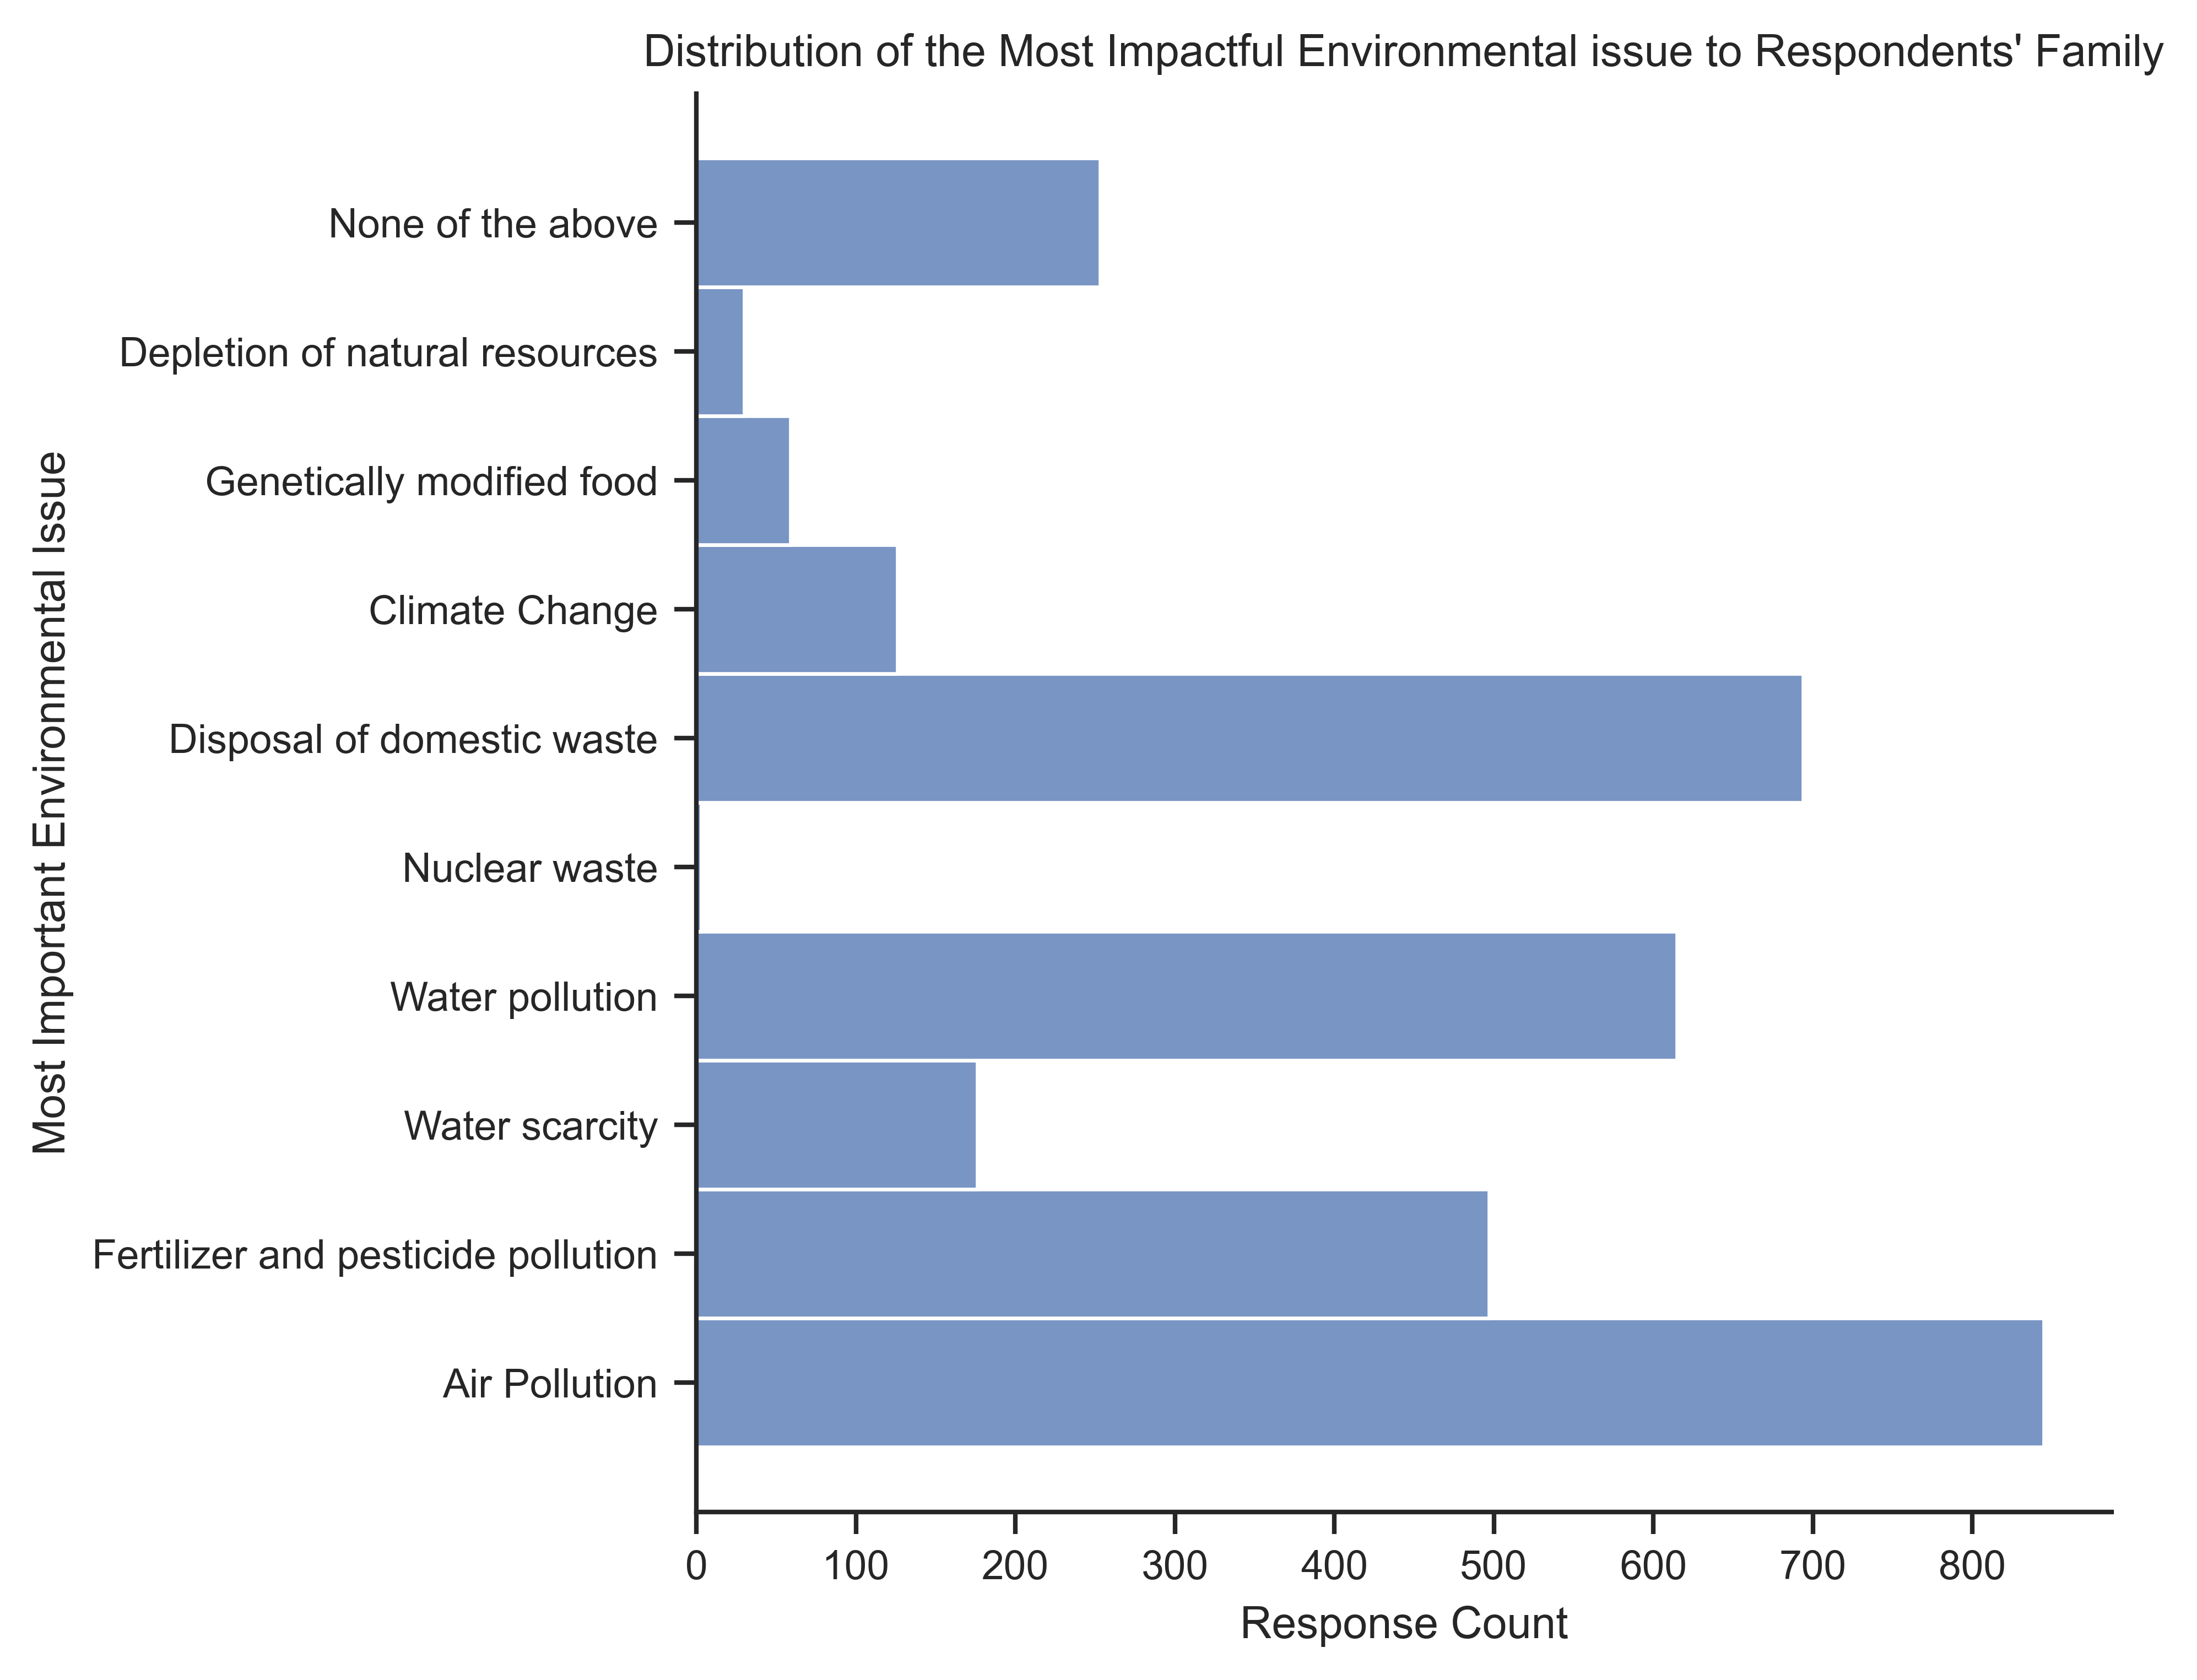 Distribution of the Most Impactful Environmental issue to Respondents' Family
Most Important Environmental Issue
None of the above
Depletion of natural resources
Genetically modified food
Climate Change
Disposal of domestic waste
Nuclear waste
Water pollution
Water scarcity
Fertilizer and pesticide pollution
Air Pollution
0 100 200 300 400 500 600 700 800
Response Count